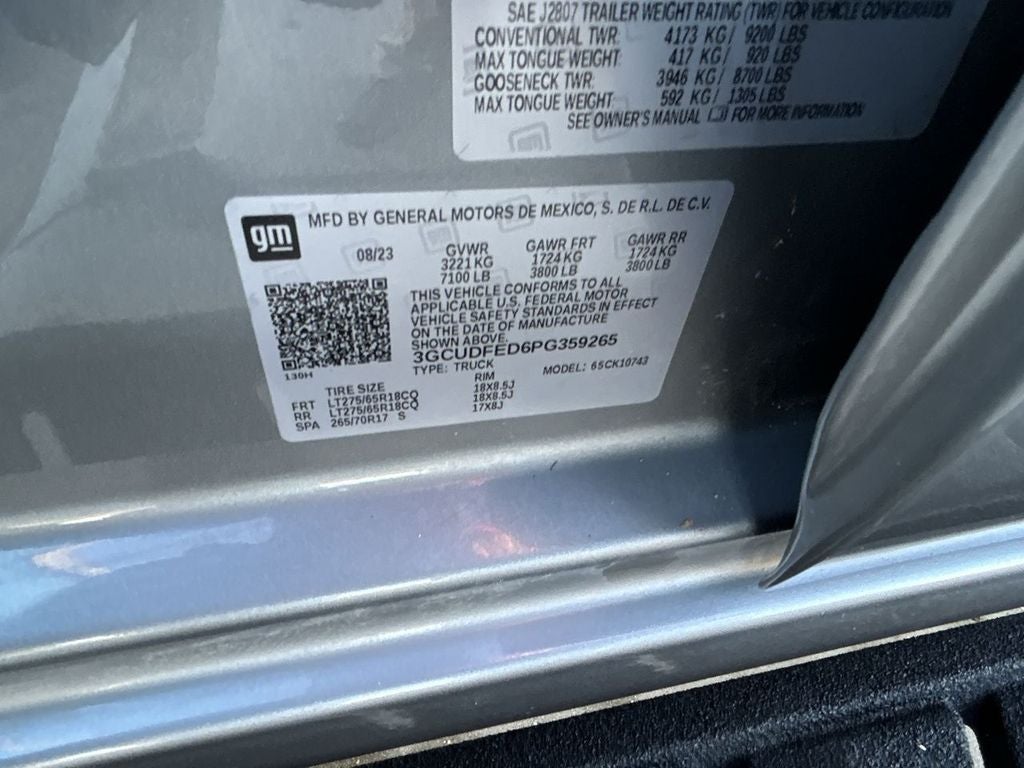 SAE J2807 TRAILER WEIGHT RATING (TWR) FOR VEHICLE CONFIGURATION
CONVENTIONAL TWR: 4173 KG/ 9200 LBS
MAX TONGUE WEIGHT: 417 KG/ 920 LBS
GOOSENECK TWR: 3946 KG/ 8700 LBS
MAX TONGUE WEIGHT: 592 KG/ 1305 LBS
SEE OWNER'S MANUAL FOR MORE INFORMATION
gm
MFD BY GENERAL MOTORS DE MEXICO, S. DE R.L. DE C.V.
08/23 GVWR GAWR FRT GAWR RR
3221 KG 1724 KG 1724 KG
7100 LB 3800 LB 3800 LB
THIS VEHICLE CONFORMS TO ALL
APPLICABLE U.S. FEDERAL MOTOR
VEHICLE SAFETY STANDARDS IN EFFECT
ON THE DATE OF MANUFACTURE
SHOWN ABOVE.
3GCUDFED6PG359265
TYPE: TRUCK MODEL: 65CK10743
130H
TIRE SIZE RIM
FRT LT275/65R18CQ 18X8.5J
RR LT275/65R18CQ 18X8.5J
SPA 265/70R17 S 17X8J